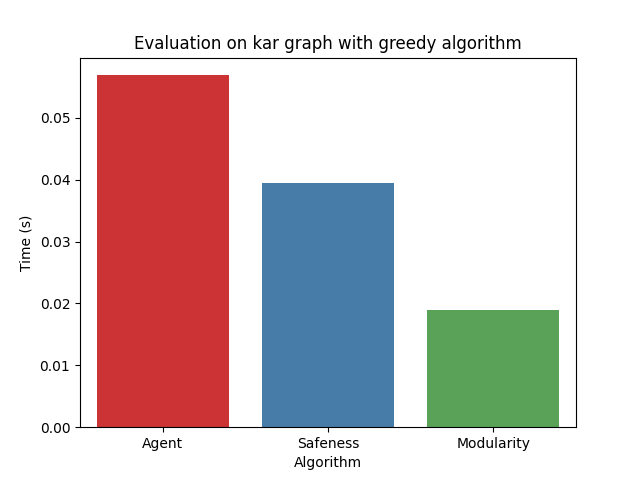 Evaluation on kar graph with greedy algorithm
0.05
0.04
0.03
0.02
0.01
0.00
Time (s)
Agent
Safeness
Modularity
Algorithm